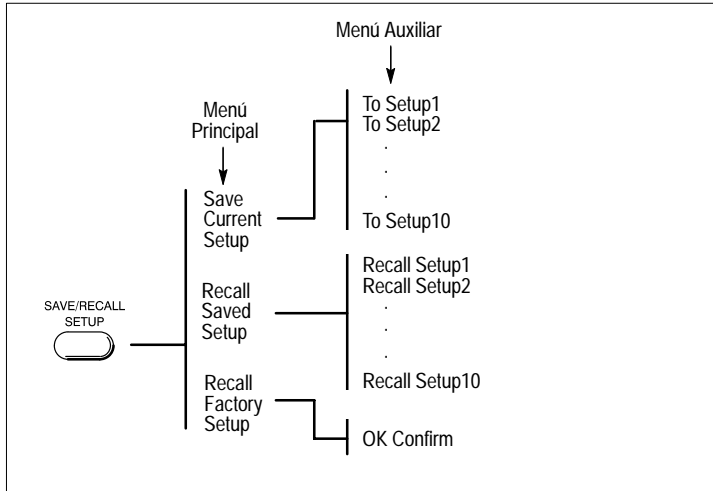 Menú Auxiliar
Menú
Principal
To Setup1
To Setup2
.
.
.
To Setup10
Save
Current
Setup
Recall Setup1
Recall Setup2
.
.
.
Recall Setup10
Recall
Saved
Setup
SAVE/RECALL
SETUP
Recall
Factory
Setup
OK Confirm